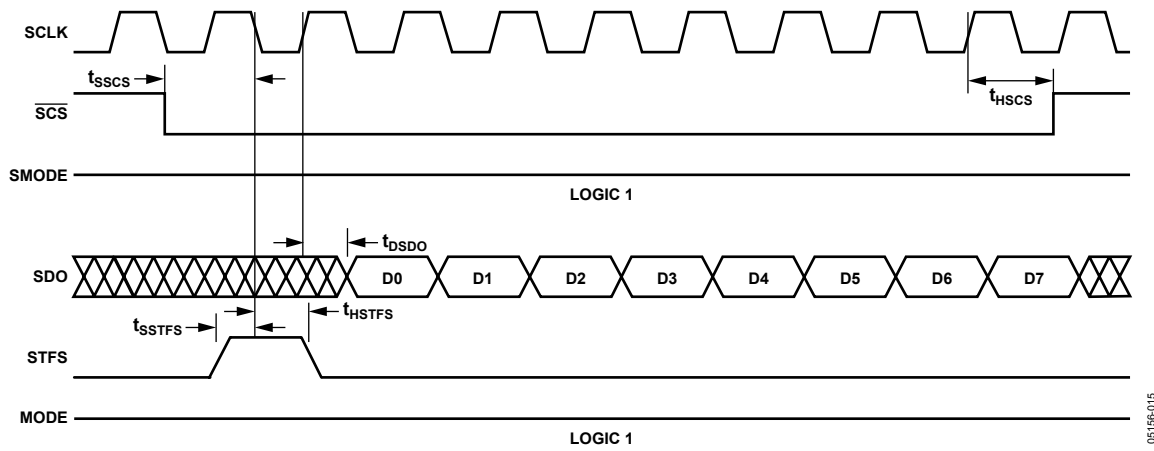 SCLK
tSSCS
tHSCS
SCS
SMODE
LOGIC 1
tDSDO
SDO
D0 D1 D2 D3 D4 D5 D6 D7
tHSTFS
tSSTFS
STFS
MODE
LOGIC 1
05156-015